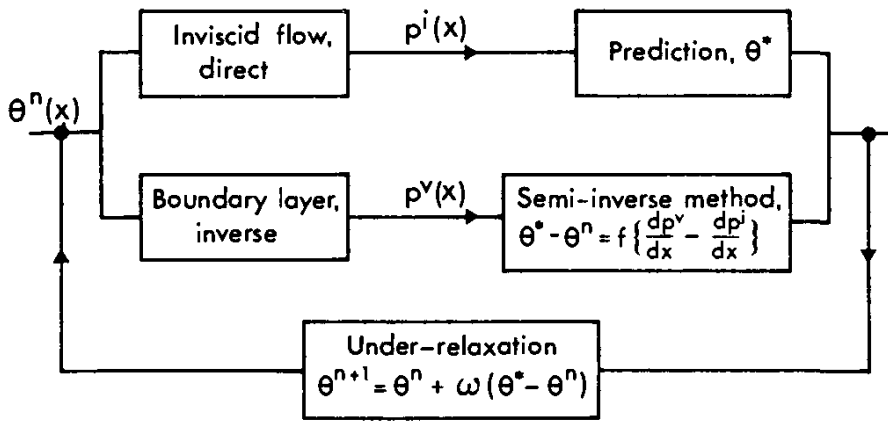 Inviscid flow,
direct
pⁱ(x)
Prediction, θ*
θⁿ(x)
Boundary layer,
inverse
pᵛ(x)
Semi-inverse method,
θ* - θⁿ = f{dpᵛ/dx - dpⁱ/dx}
Under-relaxation
θⁿ⁺¹ = θⁿ + ω(θ* - θⁿ)